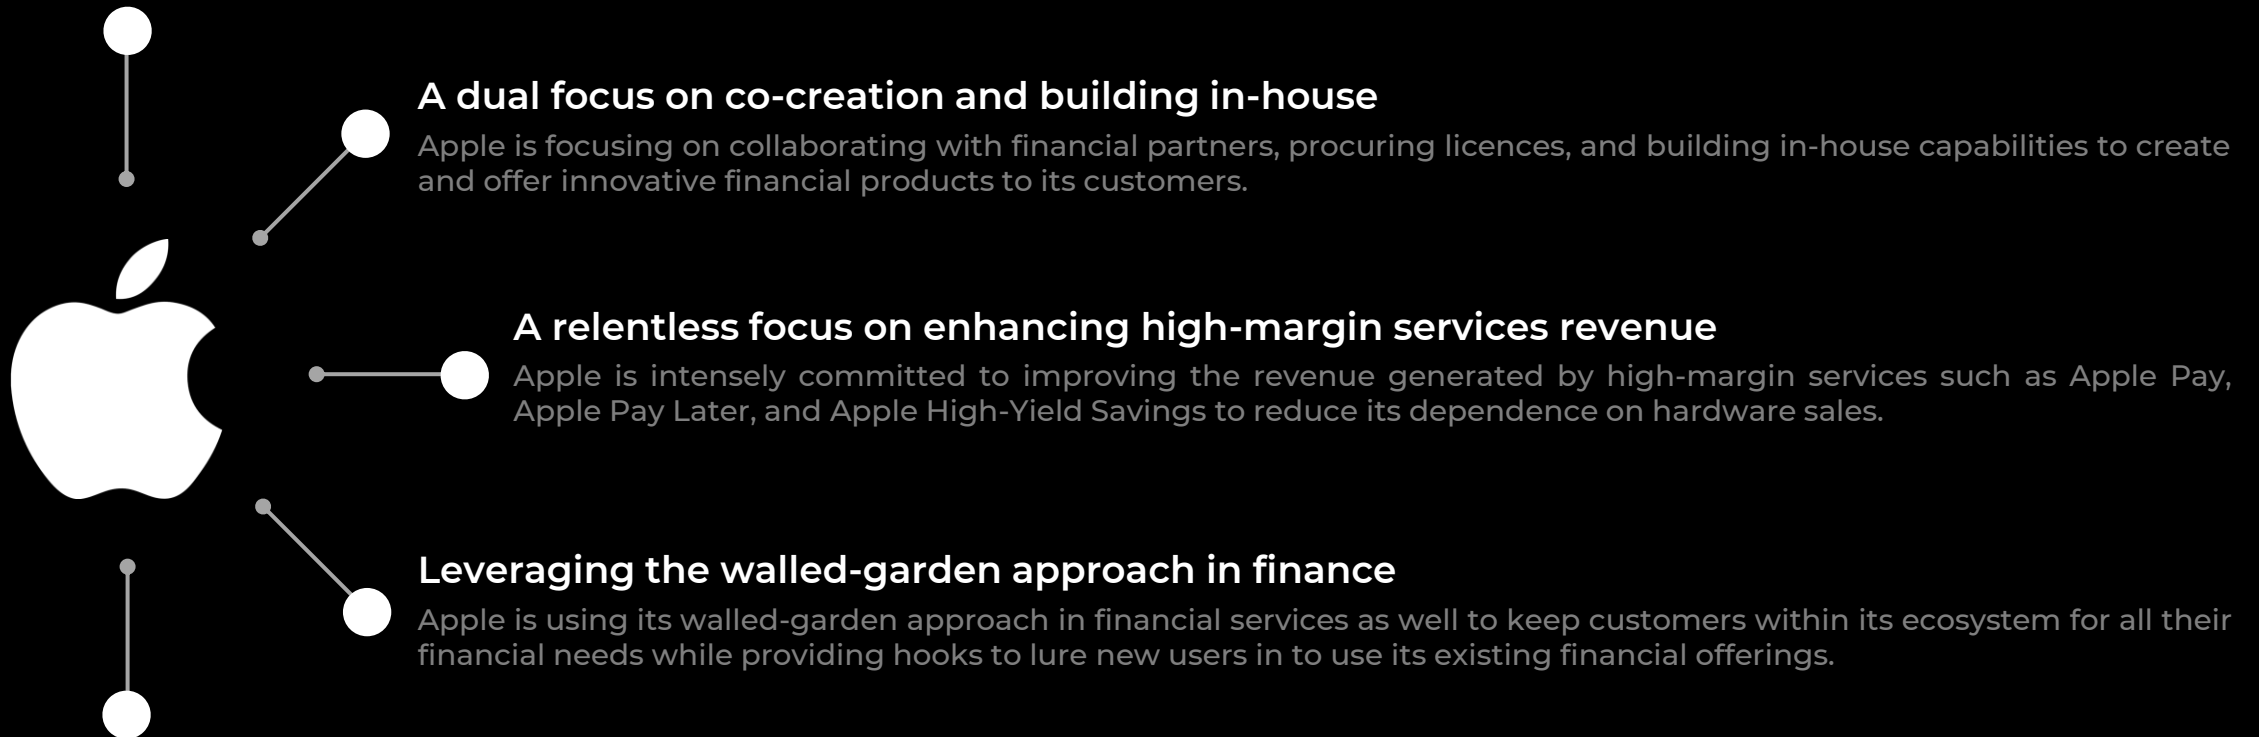 A dual focus on co-creation and building in-house
Apple is focusing on collaborating with financial partners, procuring licences, and building in-house capabilities to create
and offer innovative financial products to its customers.
A relentless focus on enhancing high-margin services revenue
Apple is intensely committed to improving the revenue generated by high-margin services such as Apple Pay,
Apple Pay Later, and Apple High-Yield Savings to reduce its dependence on hardware sales.
Leveraging the walled-garden approach in finance
Apple is using its walled-garden approach in financial services as well to keep customers within its ecosystem for all their
financial needs while providing hooks to lure new users in to use its existing financial offerings.